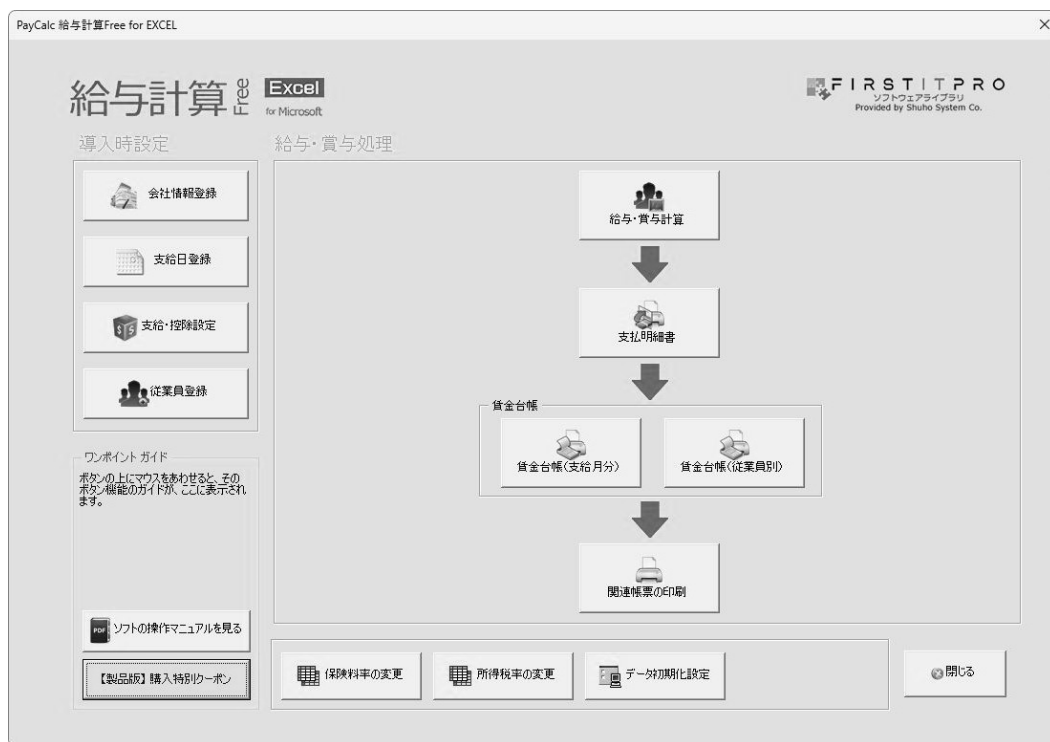 PayCalc 給与計算Free for EXCEL
給与計算 Free Excel for Microsoft
FIRSTITPRO
ソフトウェアライブラリ
Provided by Shuho System Co.
導入時設定
会社情報登録
支給日登録
支給・控除設定
従業員登録
ワンポイント ガイド
ボタンの上にマウスをあわせると、その
ボタン機能のガイドが、ここに表示され
ます。
PDF ソフトの操作マニュアルを見る
【製品版】購入特別クーポン
給与・賞与処理
給与・賞与計算
支払明細書
賃金台帳
賃金台帳(支給月分)
賃金台帳(従業員別)
関連帳票の印刷
保険料率の変更
所得税率の変更
データ初期化設定
閉じる